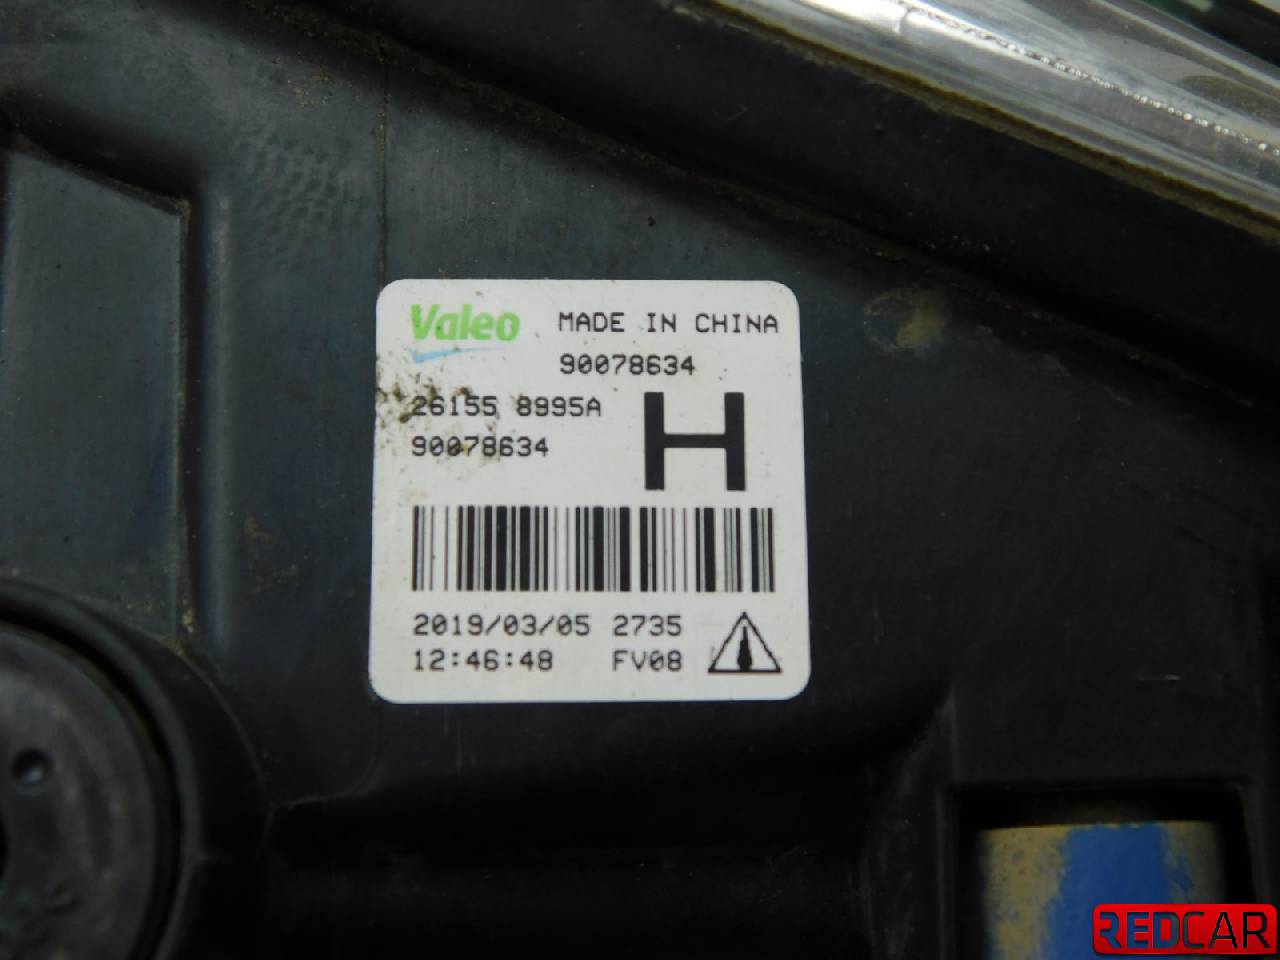 Valeo MADE IN CHINA
90078634
26155 8995A
90078634
H
2019/03/05 2735
12:46:48 FV08
REDCAR